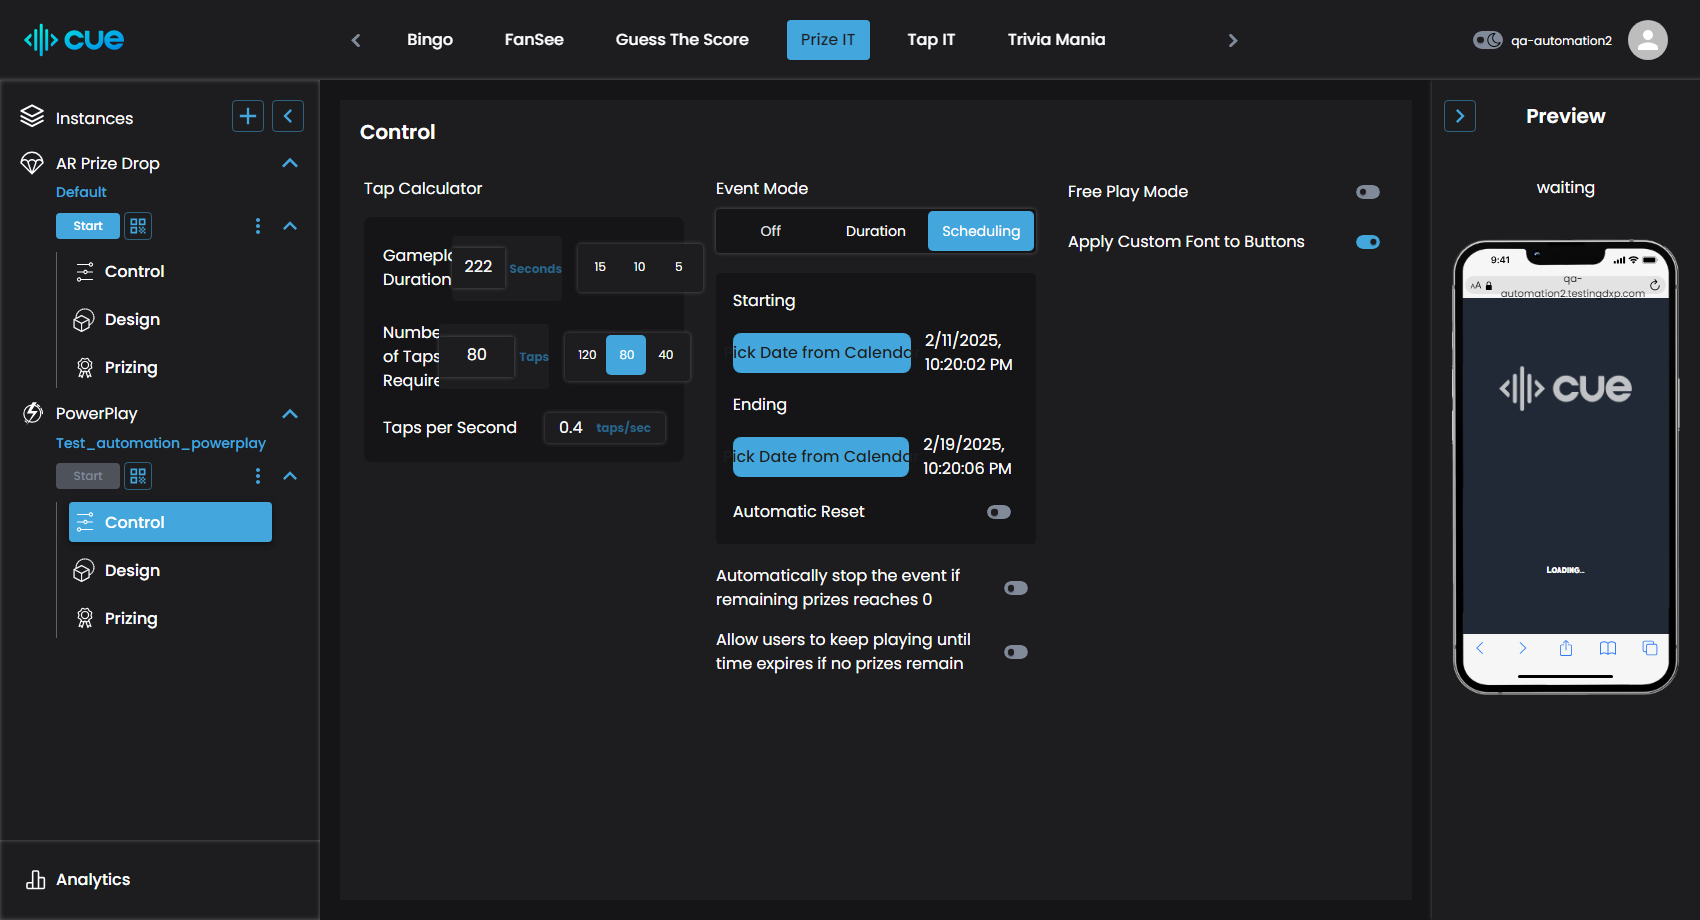 cue
Bingo
FanSee
Guess The Score
Prize IT
Tap IT
Trivia Mania
qa-automation2
Instances
AR Prize Drop
Default
Start
Control
Design
Prizing
PowerPlay
Test_automation_powerplay
Start
Control
Design
Prizing
Analytics
Control
Tap Calculator
Gameplay
Duration
222
Seconds
15
10
5
Numbe
of Taps
Require
80
Taps
120
80
40
Taps per Second
0.4
taps/sec
Event Mode
Off
Duration
Scheduling
Starting
Pick Date from Calendar
2/11/2025,
10:20:02 PM
Ending
Pick Date from Calendar
2/19/2025,
10:20:06 PM
Automatic Reset
Automatically stop the event if
remaining prizes reaches 0
Allow users to keep playing until
time expires if no prizes remain
Free Play Mode
Apply Custom Font to Buttons
Preview
waiting
9:41
AA
qa-
automation2.testingdxp.com
cue
LOADING...